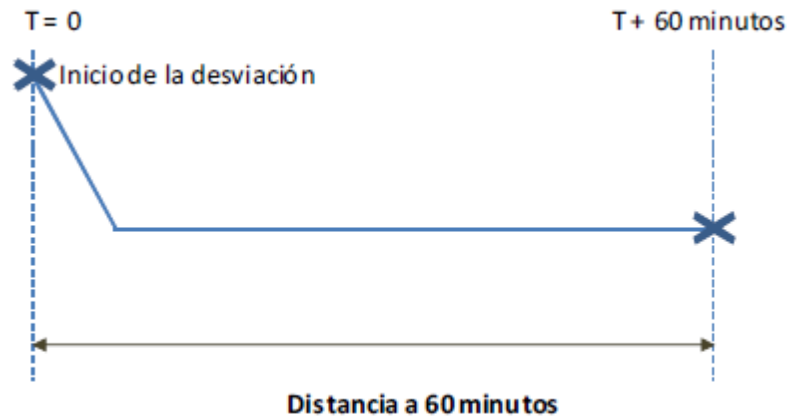 T = 0
T + 60 minutos
Inicio de la desviación
Distancia a 60 minutos